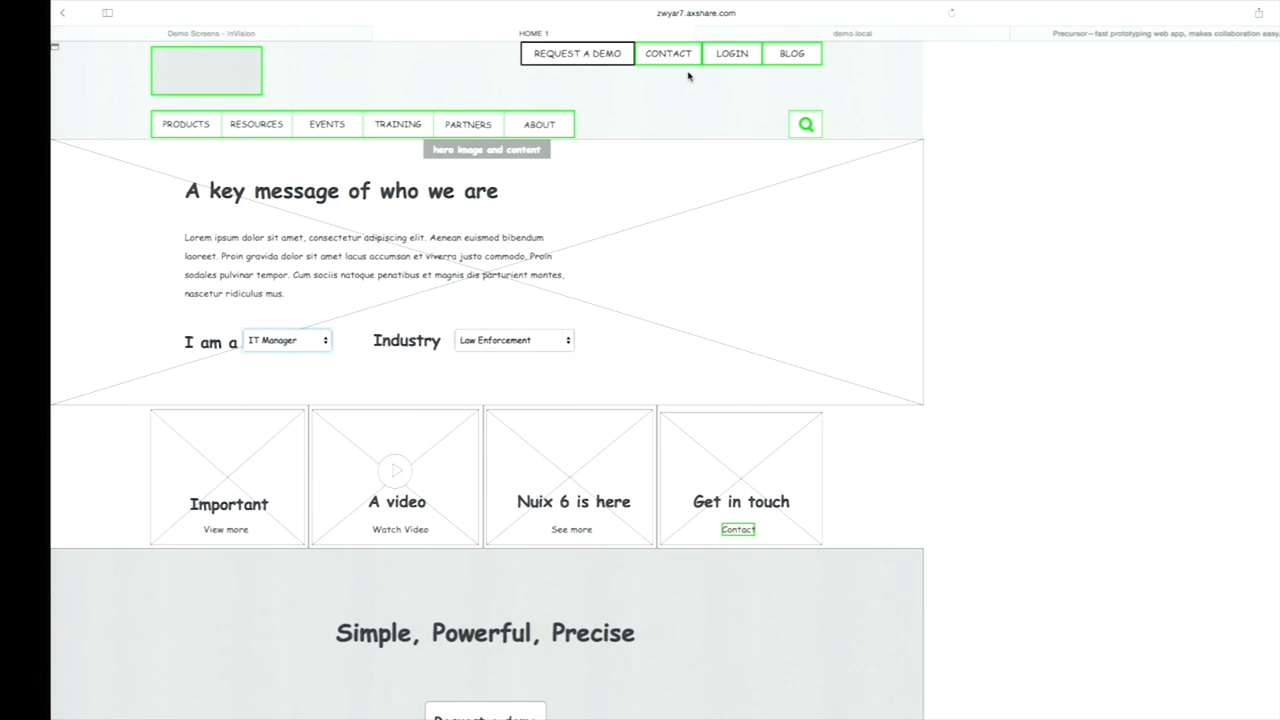 zwyar7.axshare.com
Demo Screens - InVision
HOME 1
demo.local
Precursor—fast prototyping web app, makes collaboration easy.
REQUEST A DEMO
CONTACT
LOGIN
BLOG
PRODUCTS
RESOURCES
EVENTS
TRAINING
PARTNERS
ABOUT
hero image and content
A key message of who we are
Lorem ipsum dolor sit amet, consectetur adipiscing elit. Aenean euismod bibendum
laoreet. Proin gravida dolor sit amet lacus accumsan et viverra justo commodo. Proin
sodales pulvinar tempor. Cum sociis natoque penatibus et magnis dis parturient montes,
nascetur ridiculus mus.
I am a
IT Manager
Industry
Law Enforcement
Important
A video
Nuix 6 is here
Get in touch
View more
Watch Video
See more
Contact
Simple, Powerful, Precise
Request a demo